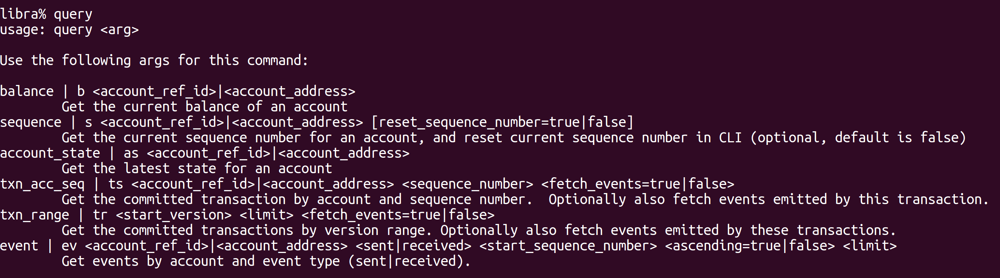 libra% query
usage: query <arg>
Use the following args for this command:
balance | b <account_ref_id>|<account_address>
Get the current balance of an account
sequence | s <account_ref_id>|<account_address> [reset_sequence_number=true|false]
Get the current sequence number for an account, and reset current sequence number in CLI (optional, default is false)
account_state | as <account_ref_id>|<account_address>
Get the latest state for an account
txn_acc_seq | ts <account_ref_id>|<account_address> <sequence_number> <fetch_events=true|false>
Get the committed transaction by account and sequence number.  Optionally also fetch events emitted by this transaction.
txn_range | tr <start_version> <limit> <fetch_events=true|false>
Get the committed transactions by version range. Optionally also fetch events emitted by these transactions.
event | ev <account_ref_id>|<account_address> <sent|received> <start_sequence_number> <ascending=true|false> <limit>
Get events by account and event type (sent|received).